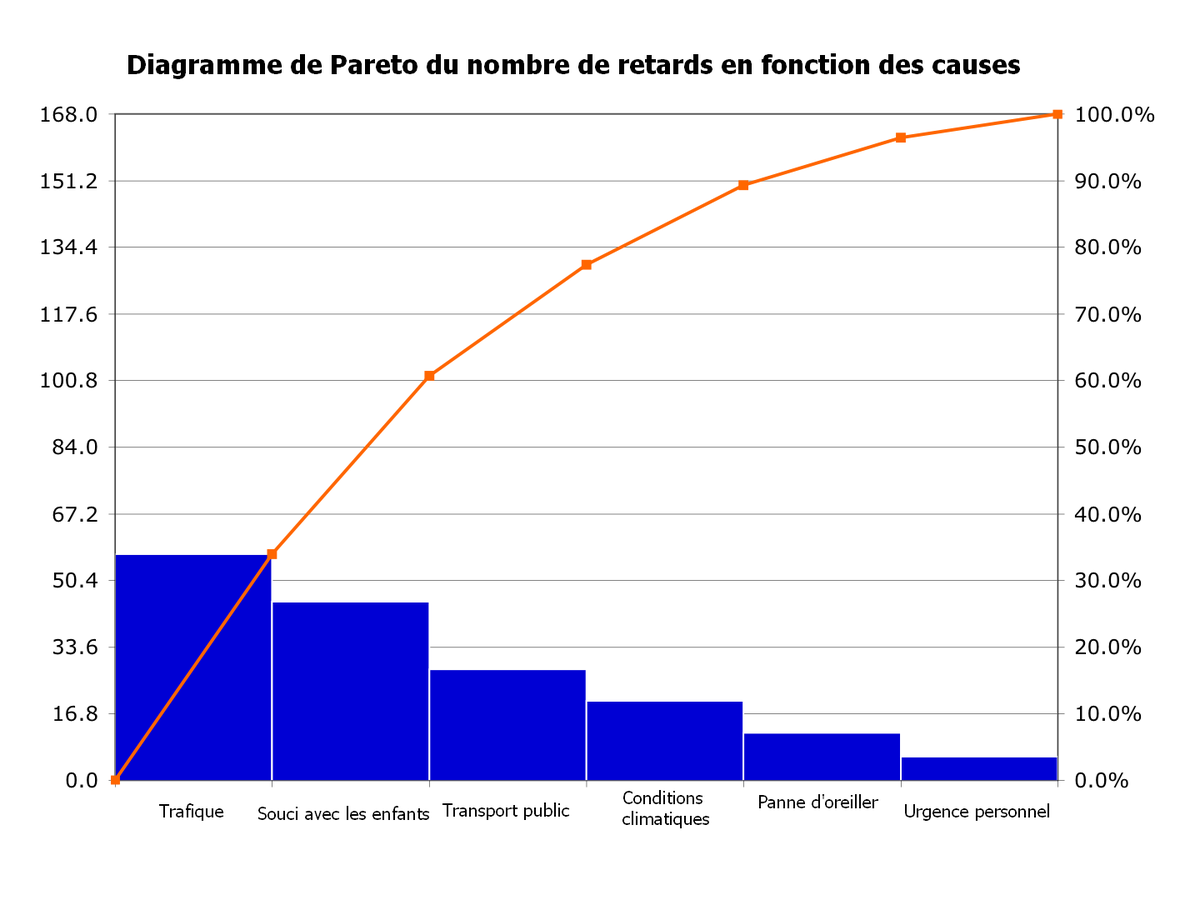 Diagramme de Pareto du nombre de retards en fonction des causes
168.0
100.0%
151.2
90.0%
134.4
80.0%
117.6
70.0%
100.8
60.0%
84.0
50.0%
67.2
40.0%
50.4
30.0%
33.6
20.0%
16.8
10.0%
0.0
0.0%
Trafique
Souci avec les enfants
Transport public
Conditions
climatiques
Panne d'oreiller
Urgence personnel